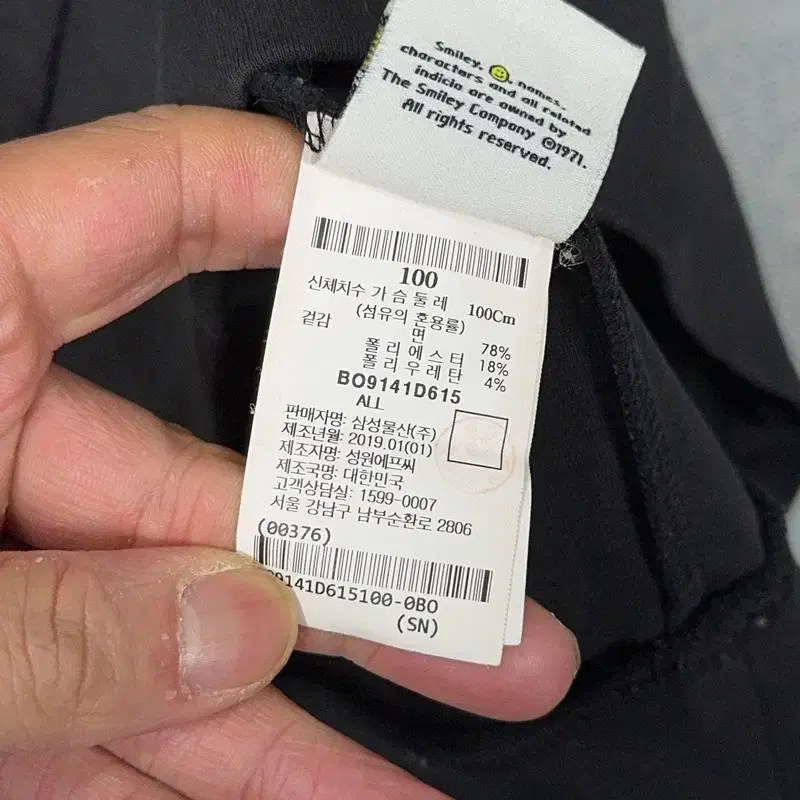 Smiley, names,
characters and all related
indicia are owned by
The Smiley Company ©1971.
All rights reserved.
100
신체치수 가 슴 둘 레 100Cm
(섬유의 혼용률)
겉감 면 78%
폴 리 에 스 터 18%
폴 리 우 레 탄 4%
BO9141D615
ALL
판매자명: 삼성물산(주)
제조년월: 2019.01(01)
제조자명: 성원에프씨
제조국명: 대한민국
고객상담실: 1599-0007
서울 강남구 남부순환로 2806
(00376)
9141D615100-0BO
(SN)